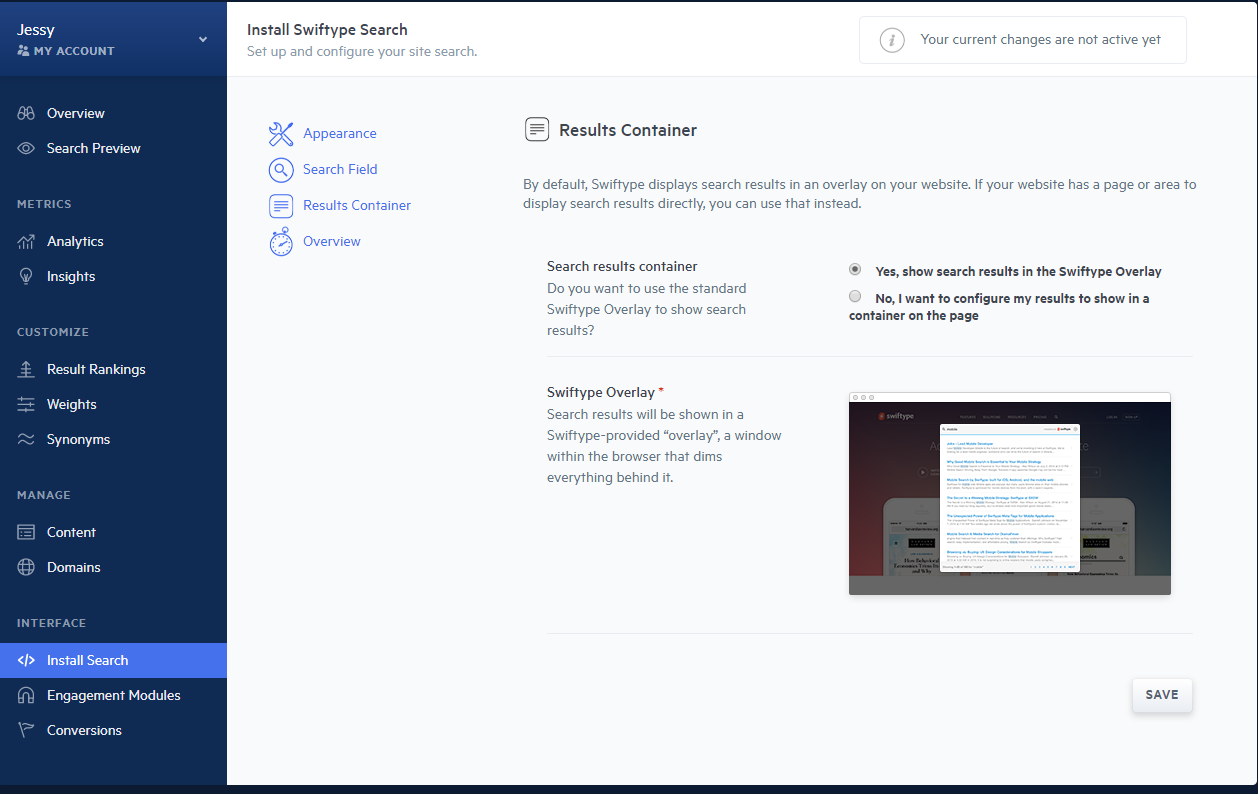 Jessy
MY ACCOUNT
Overview
Search Preview
METRICS
Analytics
Insights
CUSTOMIZE
Result Rankings
Weights
Synonyms
MANAGE
Content
Domains
INTERFACE
Install Search
Engagement Modules
Conversions
Install Swiftype Search
Set up and configure your site search.
Your current changes are not active yet
Appearance
Search Field
Results Container
Overview
Results Container
By default, Swiftype displays search results in an overlay on your website. If your website has a page or area to
display search results directly, you can use that instead.
Search results container
Do you want to use the standard
Swiftype Overlay to show search
results?
Yes, show search results in the Swiftype Overlay
No, I want to configure my results to show in a
container on the page
Swiftype Overlay *
Search results will be shown in a
Swiftype-provided “overlay”, a window
within the browser that dims
everything behind it.
swiftype
SAVE